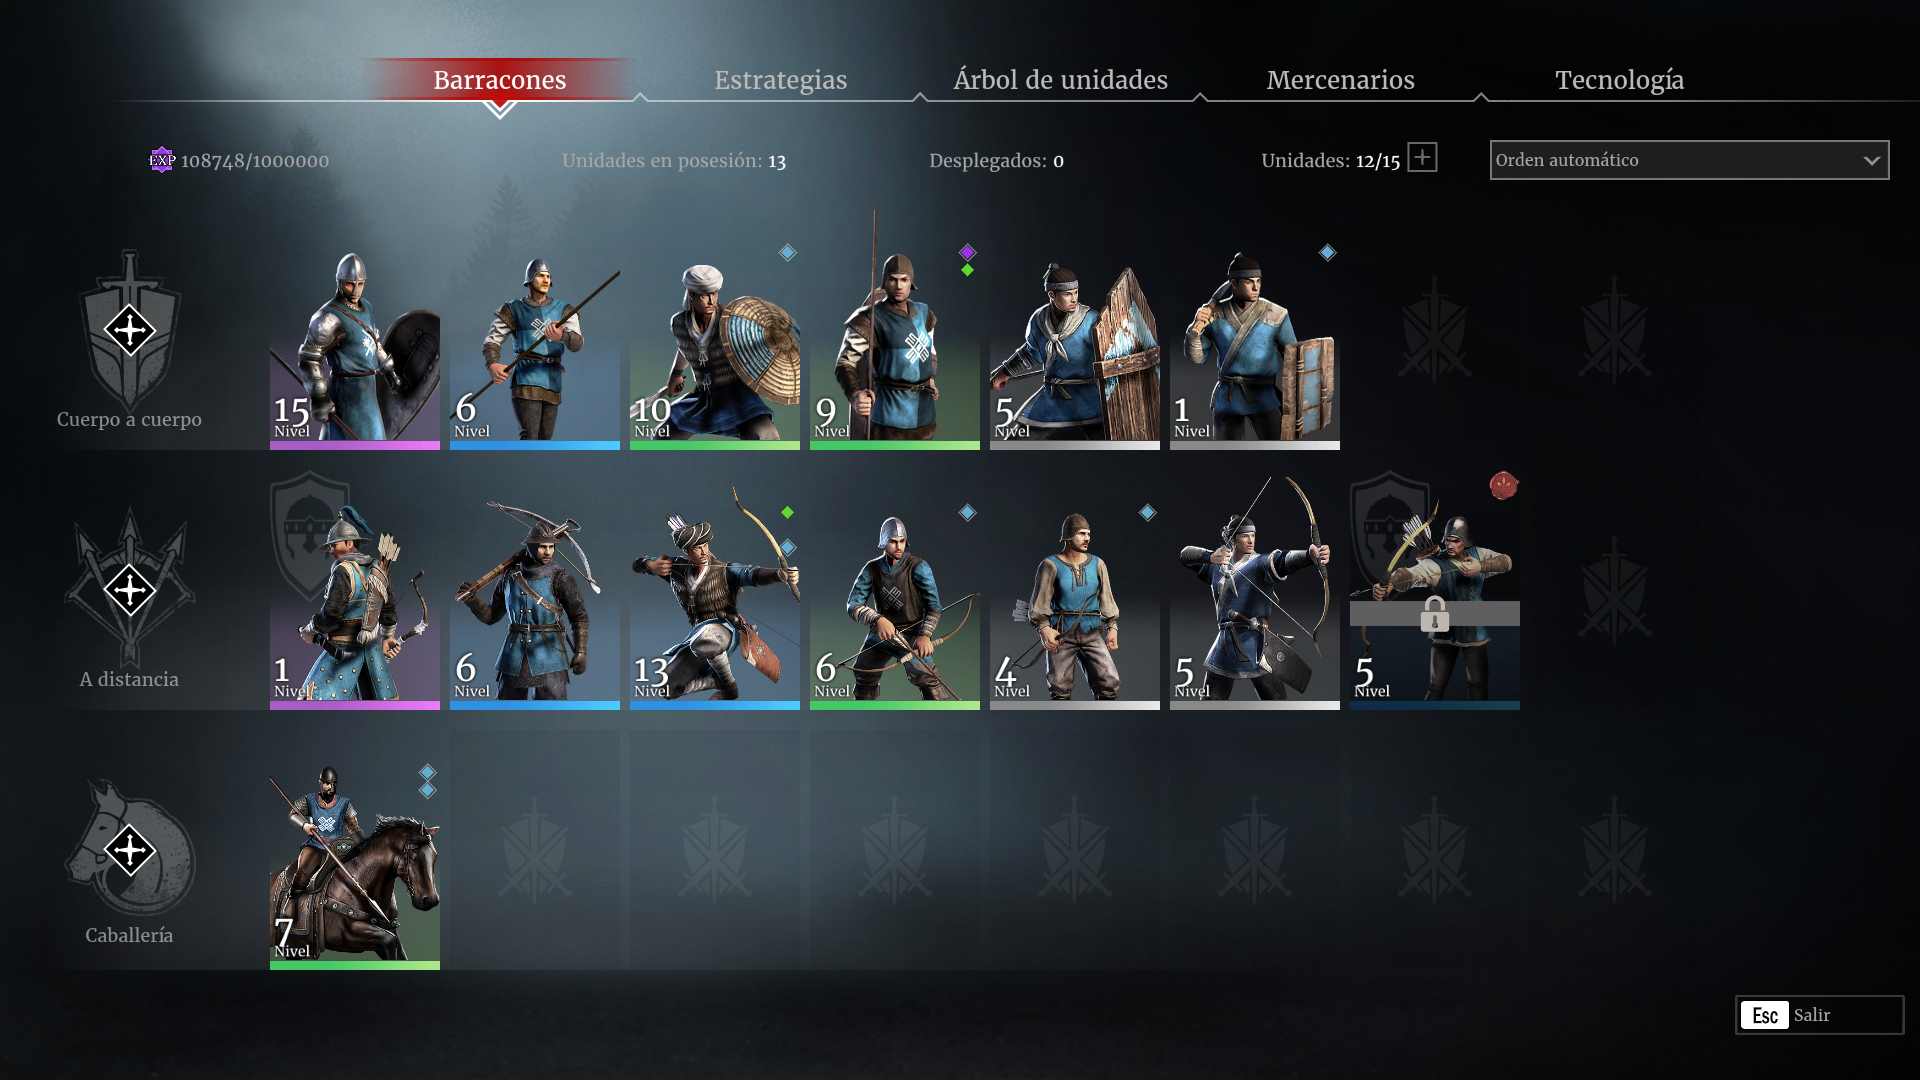 Barracones
Estrategias
Árbol de unidades
Mercenarios
Tecnología
EXP 108748/1000000
Unidades en posesión: 13
Desplegados: 0
Unidades: 12/15
Orden automático
Cuerpo a cuerpo
15
Nivel
6
Nivel
10
Nivel
9
Nivel
5
Nivel
1
Nivel
A distancia
1
Nivel
6
Nivel
13
Nivel
6
Nivel
4
Nivel
5
Nivel
5
Nivel
Caballería
7
Nivel
Esc Salir